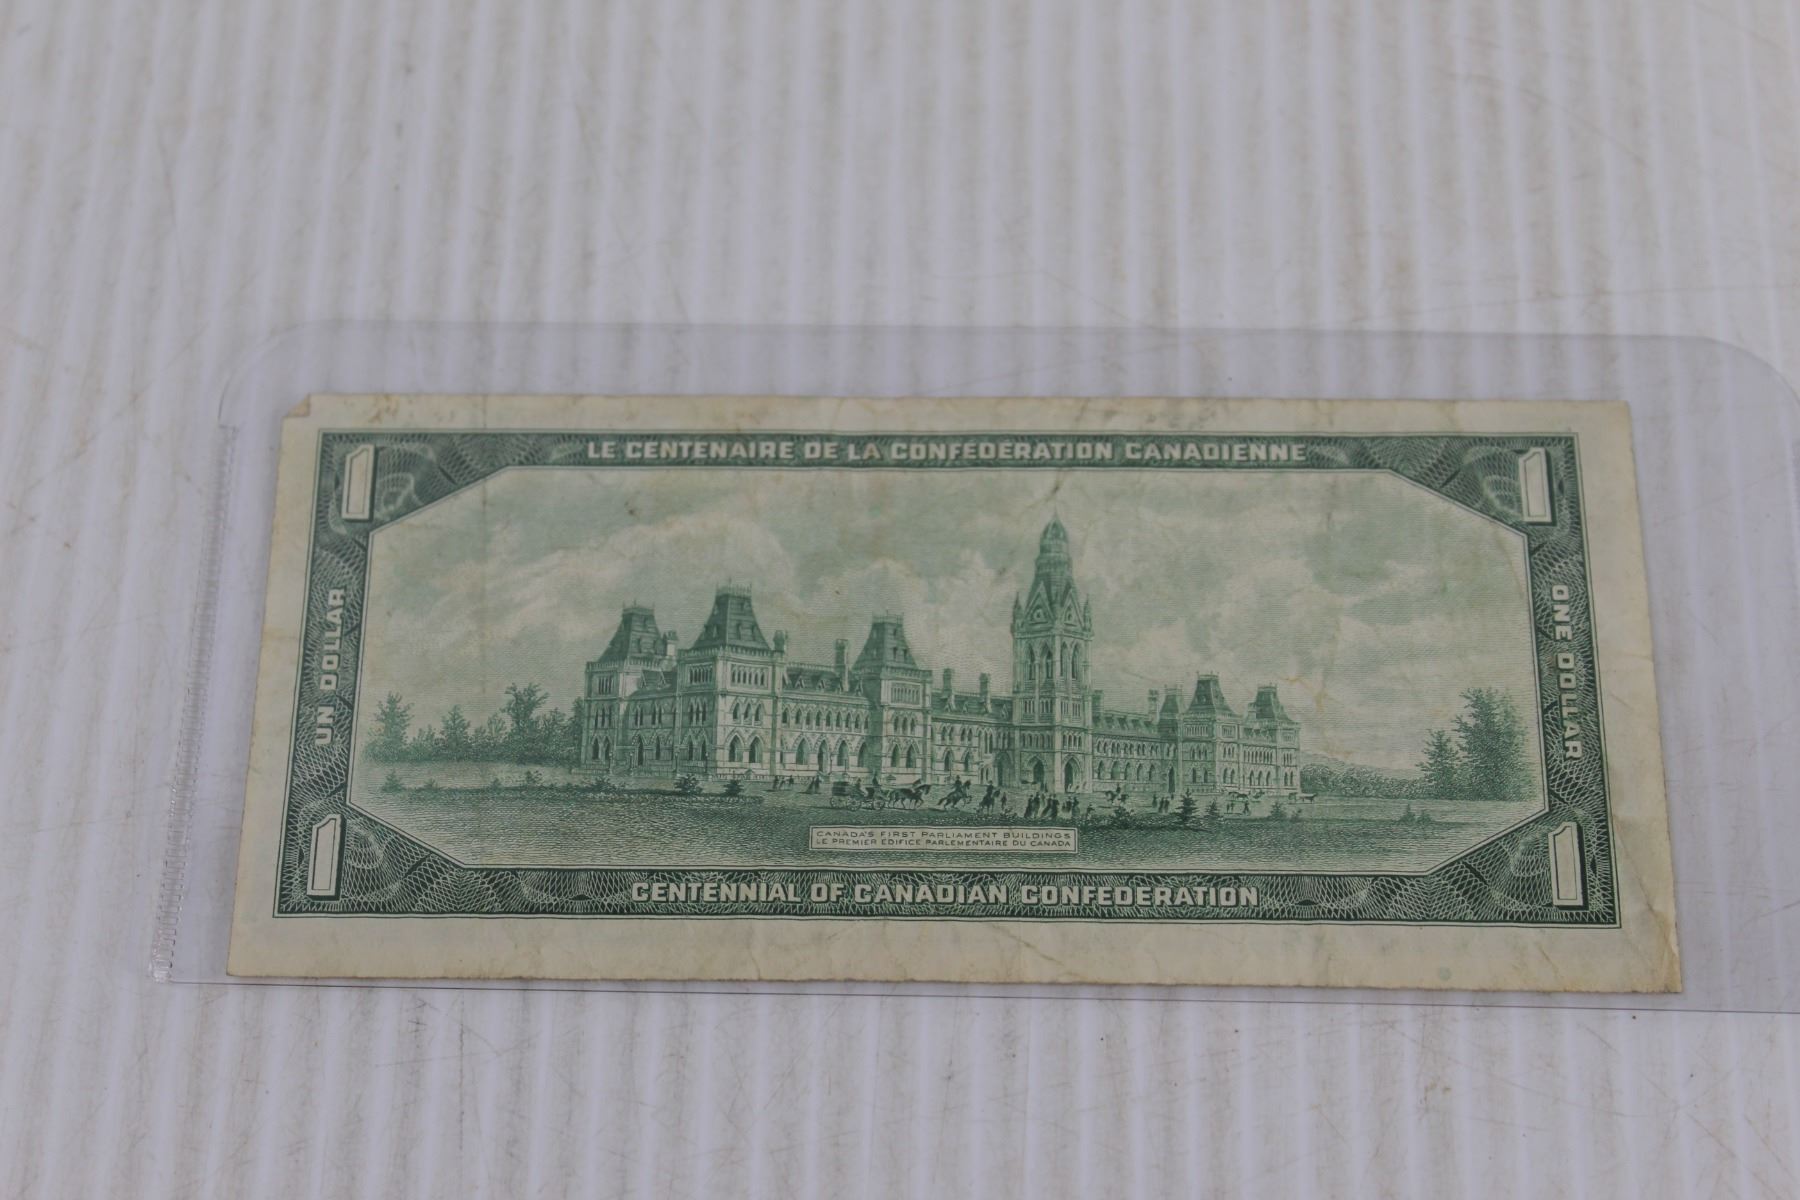 1 LE CENTENAIRE DE LA CONFÉDÉRATION CANADIENNE 1
UN DOLLAR
ONE DOLLAR
CANADA'S FIRST PARLIAMENT BUILDINGS
LE PREMIER EDIFICE PARLEMENTAIRE DU CANADA
1 CENTENNIAL OF CANADIAN CONFEDERATION 1